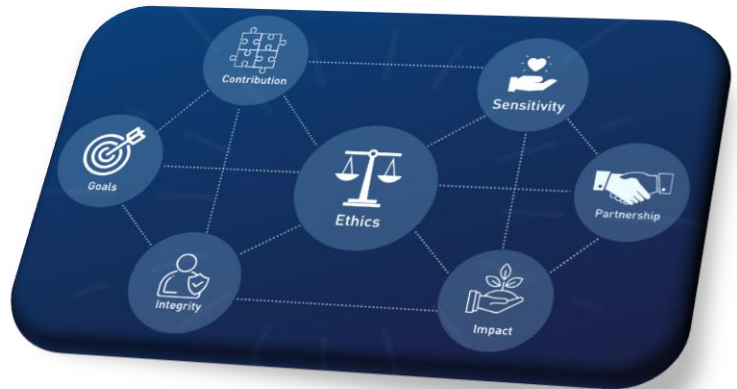 Contribution
Sensitivity
Goals
Ethics
Partnership
Integrity
Impact